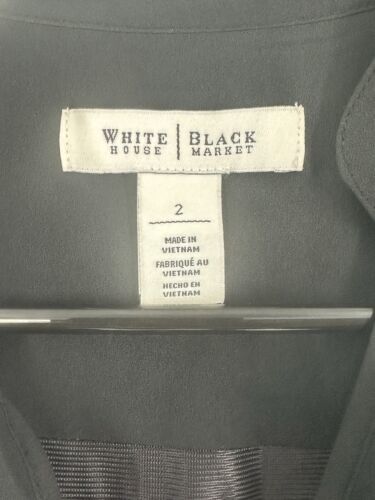 WHITE | BLACK
HOUSE | MARKET
2
MADE IN
VIETNAM
FABRIQUÉ AU
VIETNAM
HECHO EN
VIETNAM